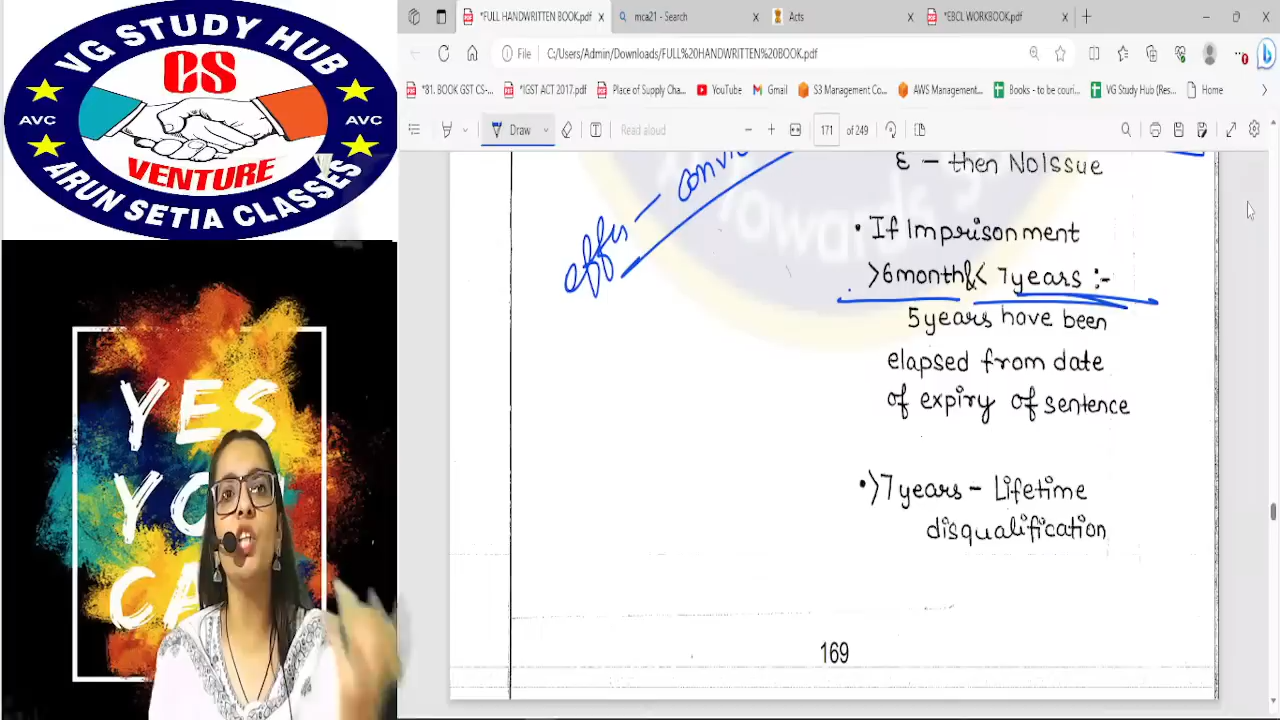 VG STUDY HUB
CS
AVC
AVC
VENTURE
ARUN SETIA CLASSES
YES
YO
CA
*FULL HANDWRITTEN BOOK.pdf
mca21 - Search
Acts
*EBCL WORKBOOK.pdf
File
C:/Users/Admin/Downloads/FULL%20HANDWRITTEN%20BOOK.pdf
*81. BOOK GST CS-...
*IGST ACT 2017.pdf
Place of Supply Cha...
YouTube
Gmail
S3 Management Co...
AWS Management...
Books - to be couri...
VG Study Hub (Res...
Home
Draw
Read aloud
171
of 249
& - then No Issue
• If Imprisonment
>6month & < 7years :-
5years have been
elapsed from date
of expiry of sentence
• >7years - Lifetime
disqualification
169